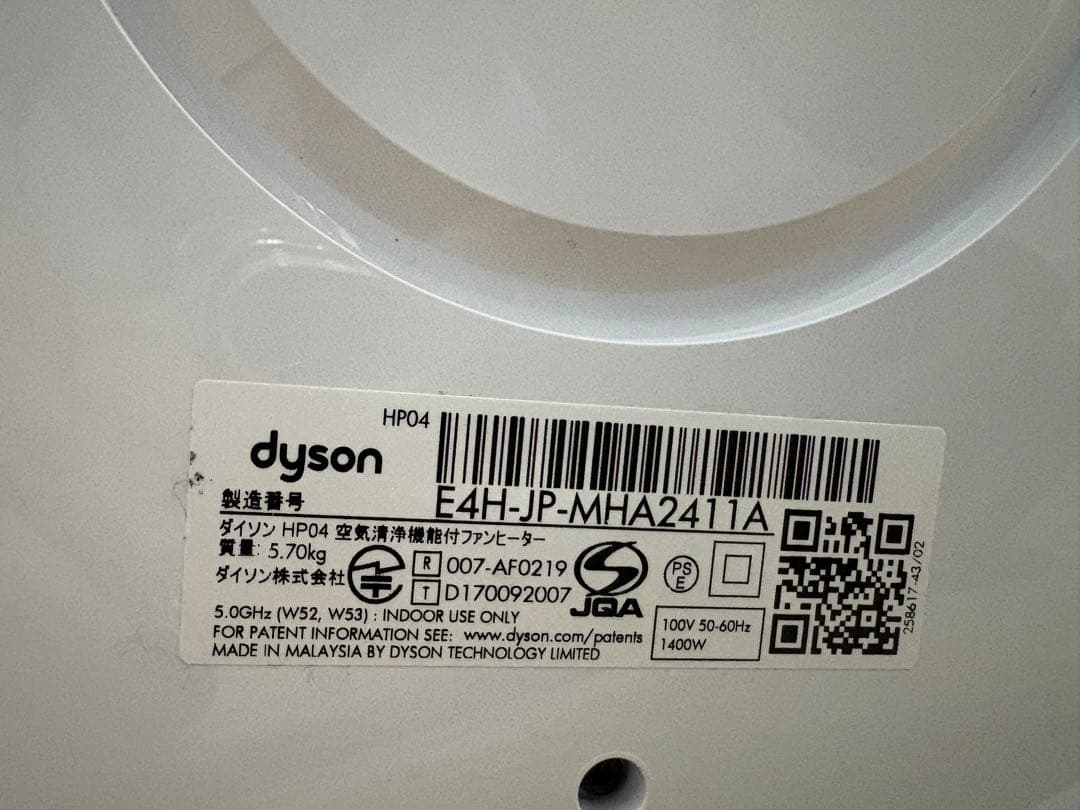 HP04
dyson
製造番号
E4H-JP-MHA2411A
ダイソン HP04 空気清浄機能付ファンヒーター
質量: 5.70kg
ダイソン株式会社
R 007-AF0219
T D170092007
JQA
PS
E
5.0GHz (W52, W53) : INDOOR USE ONLY
FOR PATENT INFORMATION SEE: www.dyson.com/patents
MADE IN MALAYSIA BY DYSON TECHNOLOGY LIMITED
100V 50-60Hz
1400W
258617-43/02